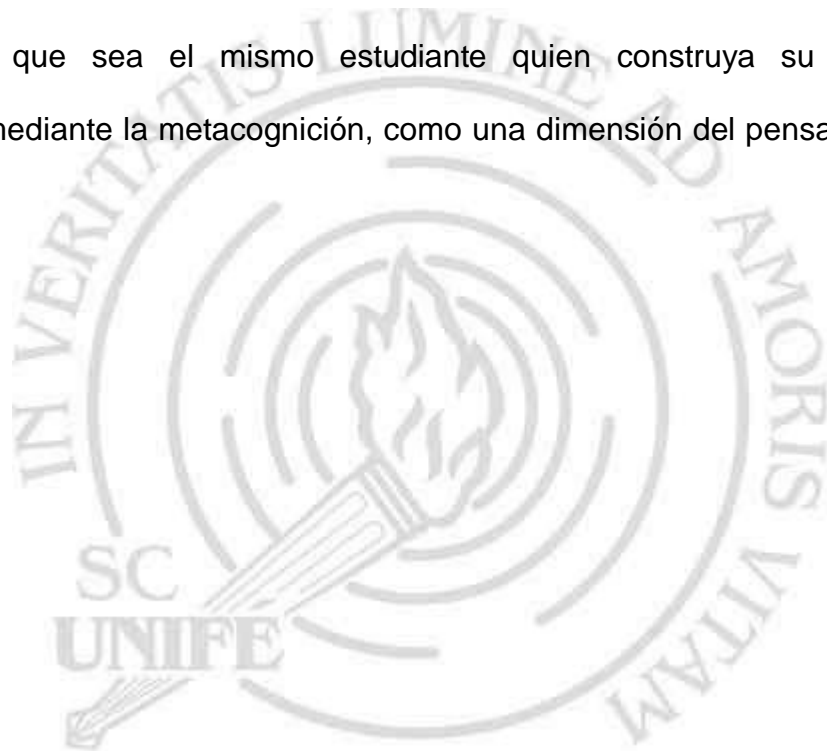 que sea el mismo estudiante quien construya su
mediante la metacognición, como una dimensión del
IN VERITATIS LUMINE AD AMORIS VITAM
SC
UNIFE